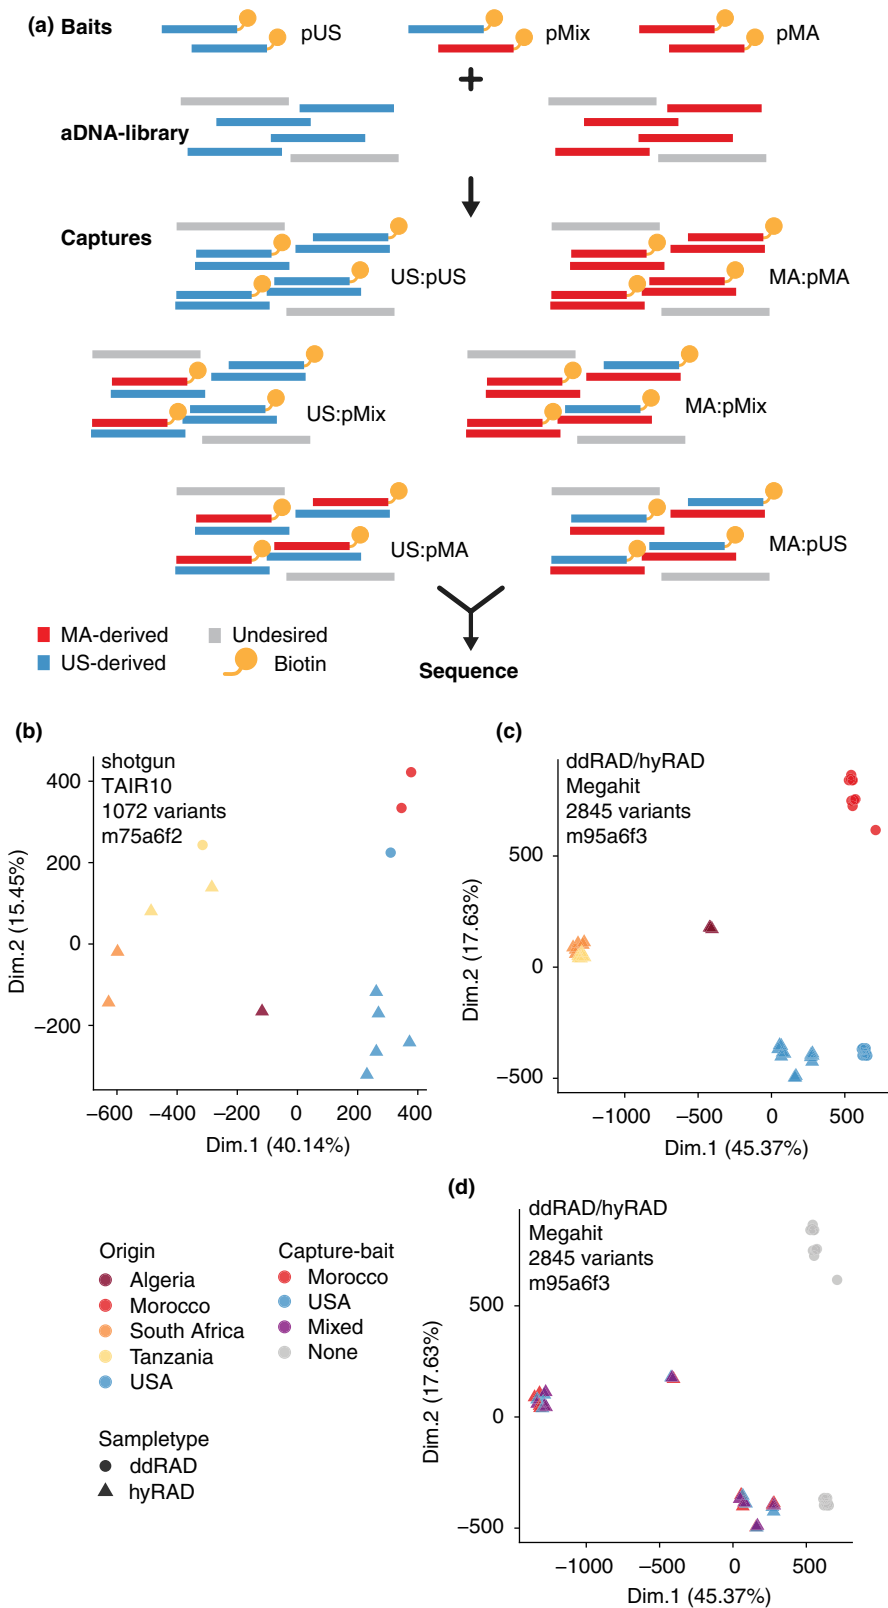 (a) Baits
pUS
pMix
pMA
aDNA-library
Captures
US:pUS
MA:pMA
US:pMix
MA:pMix
US:pMA
MA:pUS
MA-derived
Undesired
US-derived
Biotin
Sequence
(b)
shotgun
TAIR10
1072 variants
m75a6f2
400
200
0
−200
Dim.2 (15.45%)
−600
−400
−200
0
200
400
Dim.1 (40.14%)
(c)
ddRAD/hyRAD
Megahit
2845 variants
m95a6f3
500
0
−500
Dim.2 (17.63%)
−1000
−500
0
500
Dim.1 (45.37%)
Origin
Algeria
Morocco
South Africa
Tanzania
USA
Capture-bait
Morocco
USA
Mixed
None
Sampletype
ddRAD
hyRAD
(d)
ddRAD/hyRAD
Megahit
2845 variants
m95a6f3
500
0
−500
Dim.2 (17.63%)
−1000
−500
0
500
Dim.1 (45.37%)